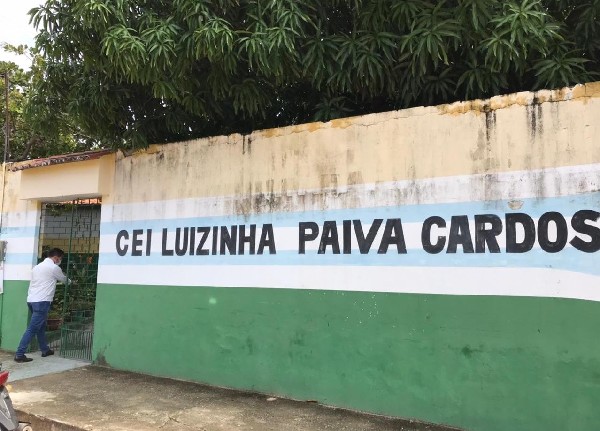 CEI LUIZINHA PAIVA CARDOS